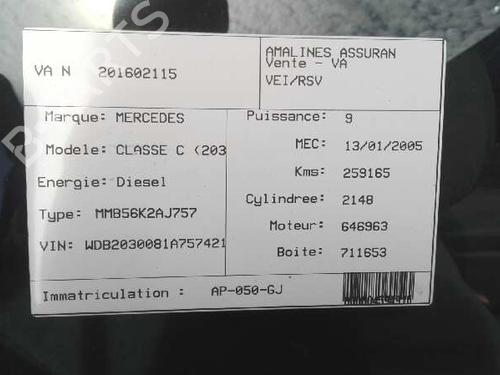 VA N 201602115
AMALINES ASSURAN
Vente - VA
VEI/RSV
Marque: MERCEDES
Modele: CLASSE C (203
Energie: Diesel
Type: MMB56K2AJ757
VIN: WDB2030081A757421
Puissance: 9
MEC: 13/01/2005
Kms: 259165
Cylindree: 2148
Moteur: 646963
Boite: 711653
Immatriculation : AP-050-GJ